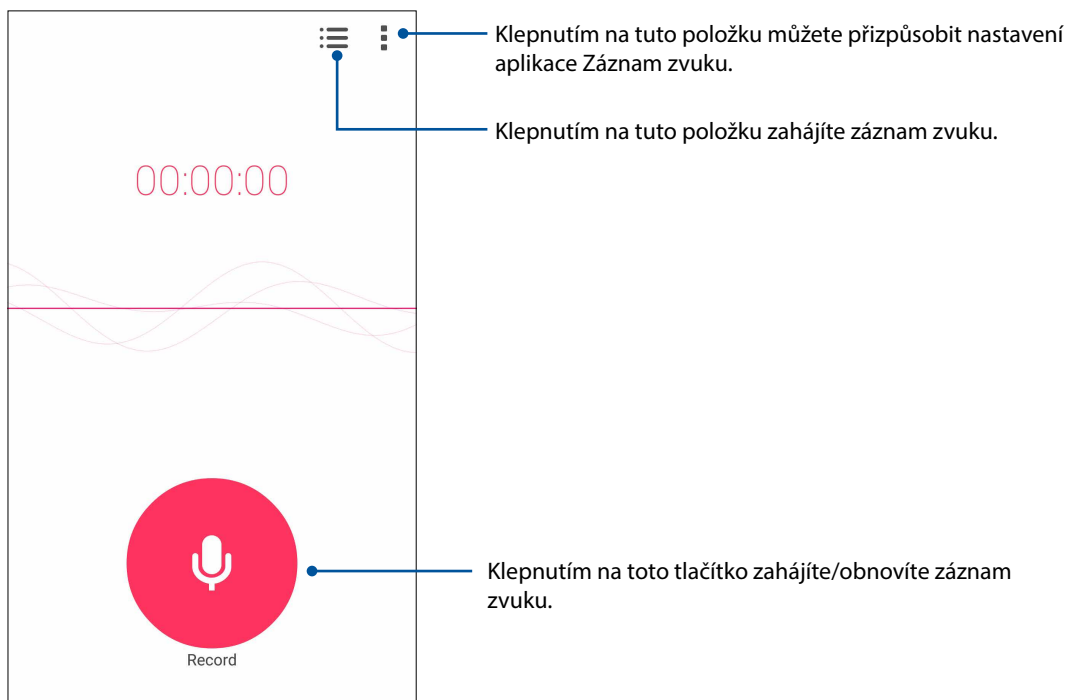 Klepnutím na tuto položku můžete přizpůsobit nastavení
aplikace Záznam zvuku.
Klepnutím na tuto položku zahájíte záznam zvuku.
00:00:00
Klepnutím na toto tlačítko zahájíte/obnovíte záznam
zvuku.
Record